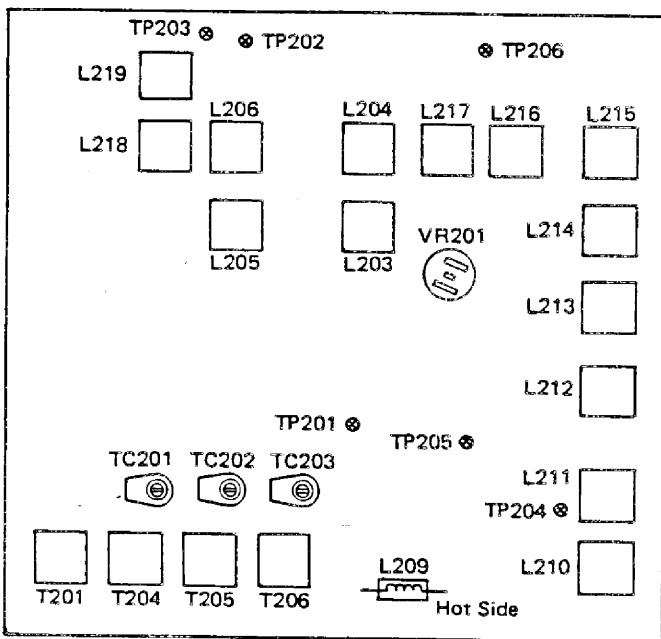 TP203
TP202
TP206
L219
L206
L204
L217
L216
L215
L218
L214
VR201
L205
L203
L213
L212
TP201
TP205
TC201
TC202
TC203
L211
TP204
L209
L210
T201
T204
T205
T206
Hot Side